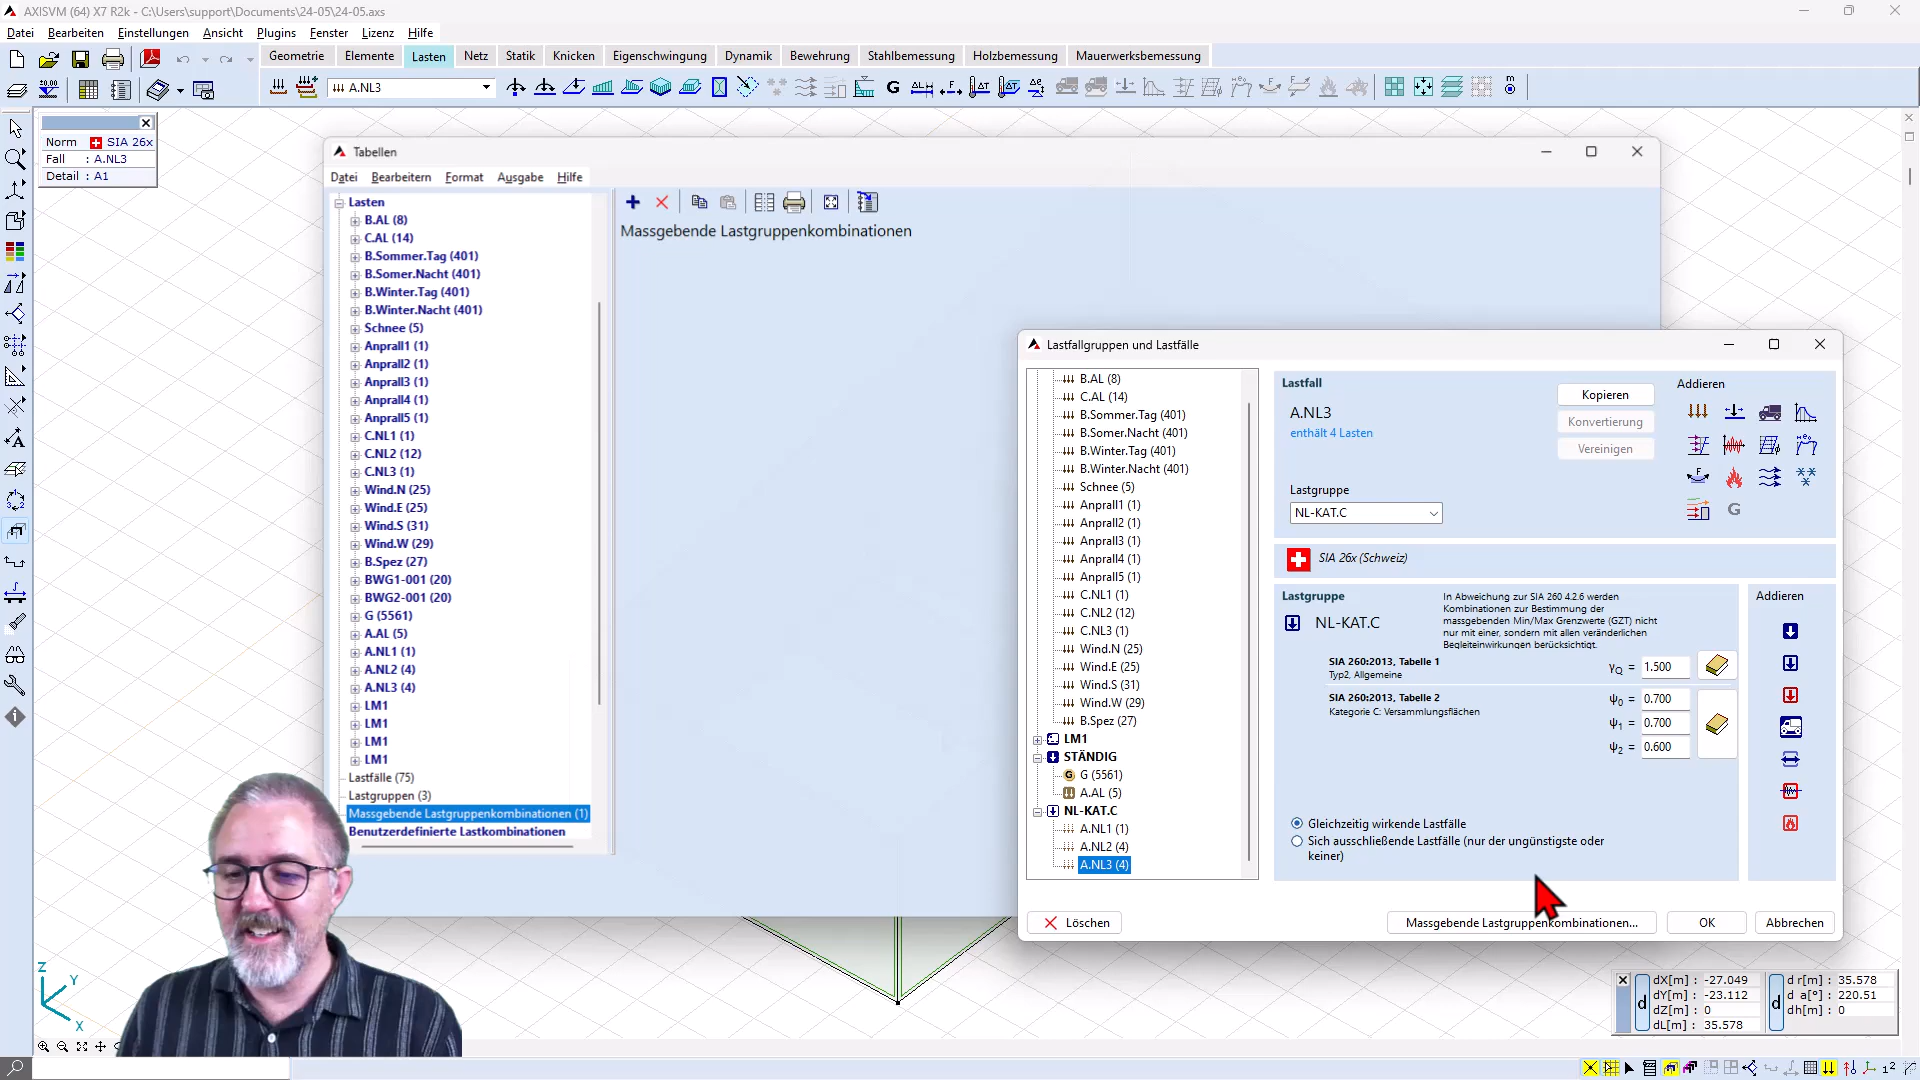 AXISVM (64) X7 R2k - C:\Users\support\Documents\24-05\24-05.axs
Datei Bearbeiten Einstellungen Ansicht Plugins Fenster Lizenz Hilfe
Geometrie Elemente Lasten Netz Statik Knicken Eigenschwingung Dynamik Bewehrung Stahlbemessung Holzbemessung Mauerwerksbemessung
A.NL3
Norm SIA 26x
Fall : A.NL3
Detail : A1
Tabellen
Datei Bearbeitern Format Ausgabe Hilfe
Lasten
B.AL (8)
C.AL (14)
B.Sommer.Tag (401)
B.Somer.Nacht (401)
B.Winter.Tag (401)
B.Winter.Nacht (401)
Schnee (5)
Anprall1 (1)
Anprall2 (1)
Anprall3 (1)
Anprall4 (1)
Anprall5 (1)
C.NL1 (1)
C.NL2 (12)
C.NL3 (1)
Wind.N (25)
Wind.E (25)
Wind.S (31)
Wind.W (29)
B.Spez (27)
BWG1-001 (20)
BWG2-001 (20)
G (5561)
A.AL (5)
A.NL1 (1)
A.NL2 (4)
A.NL3 (4)
LM1
LM1
LM1
LM1
Lastfälle (75)
Lastgruppen (3)
Massgebende Lastgruppenkombinationen (1)
Benutzerdefinierte Lastkombinationen
Massgebende Lastgruppenkombinationen
Lastfallgruppen und Lastfälle
B.AL (8)
C.AL (14)
B.Sommer.Tag (401)
B.Somer.Nacht (401)
B.Winter.Tag (401)
B.Winter.Nacht (401)
Schnee (5)
Anprall1 (1)
Anprall2 (1)
Anprall3 (1)
Anprall4 (1)
Anprall5 (1)
C.NL1 (1)
C.NL2 (12)
C.NL3 (1)
Wind.N (25)
Wind.E (25)
Wind.S (31)
Wind.W (29)
B.Spez (27)
LM1
STÄNDIG
G (5561)
A.AL (5)
NL-KAT.C
A.NL1 (1)
A.NL2 (4)
A.NL3 (4)
Löschen
Lastfall
A.NL3
enthält 4 Lasten
Kopieren
Konvertierung
Vereinigen
Addieren
Lastgruppe
NL-KAT.C
SIA 26x (Schweiz)
Lastgruppe
NL-KAT.C
In Abweichung zur SIA 260 4.2.6 werden
Kombinationen zur Bestimmung der
massgebenden Min/Max Grenzwerte (GZT) nicht
nur mit einer, sondern mit allen veränderlichen
Begleiteinwirkungen berücksichtigt.
SIA 260:2013, Tabelle 1
Typ2, Allgemeine
γQ = 1.500
SIA 260:2013, Tabelle 2
Kategorie C: Versammlungsflächen
ψ0 = 0.700
ψ1 = 0.700
ψ2 = 0.600
Addieren
Gleichzeitig wirkende Lastfälle
Sich ausschließende Lastfälle (nur der ungünstigste oder
keiner)
Massgebende Lastgruppenkombinationen... OK Abbrechen
Z
Y
X
dX[m] : -27.049
dY[m] : -23.112
dZ[m] : 0
dL[m] : 35.578
d r[m] : 35.578
d a[°] : 220.51
dh[m] : 0